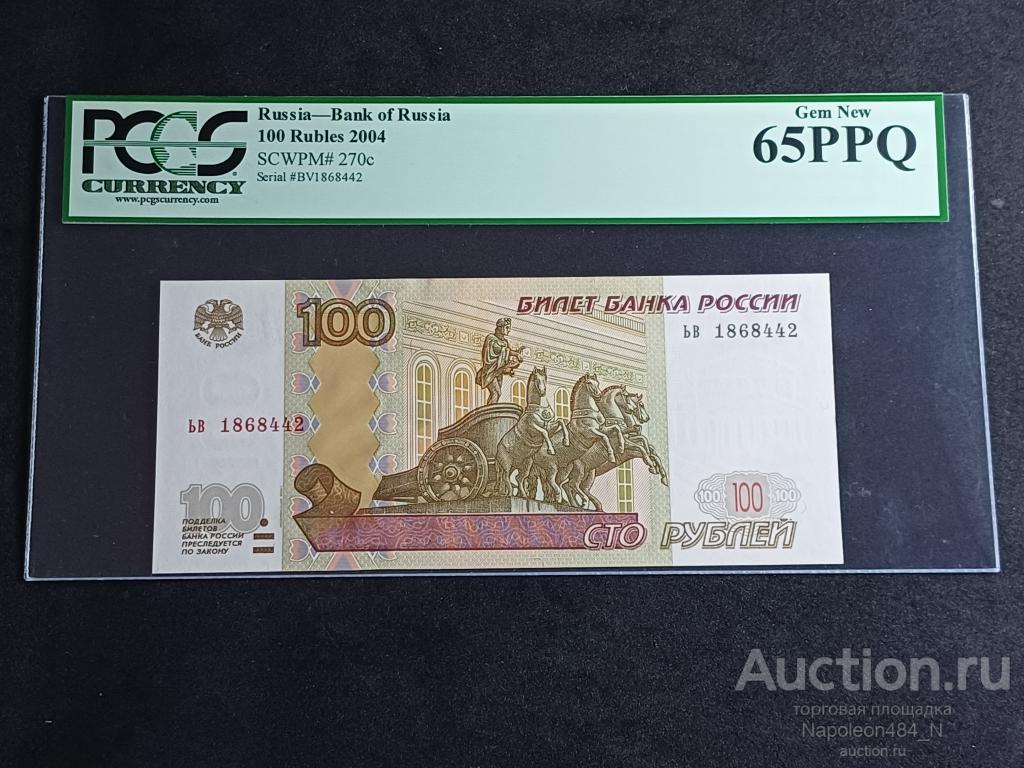 PCGS
CURRENCY
www.pcgscurrency.com
Russia—Bank of Russia
100 Rubles 2004
SCWPM# 270c
Serial #BV1868442
Gem New
65PPQ
БАНК РОССИИ
100
БИЛЕТ БАНКА РОССИИ
ЬВ 1868442
ЬВ 1868442
100
ПОДДЕЛКА
БИЛЕТОВ
БАНКА РОССИИ
ПРЕСЛЕДУЕТСЯ
ПО ЗАКОНУ
100 100 100
СТО РУБЛЕЙ
Auction.ru
торговая площадка
Napoleon484_N
auction.ru